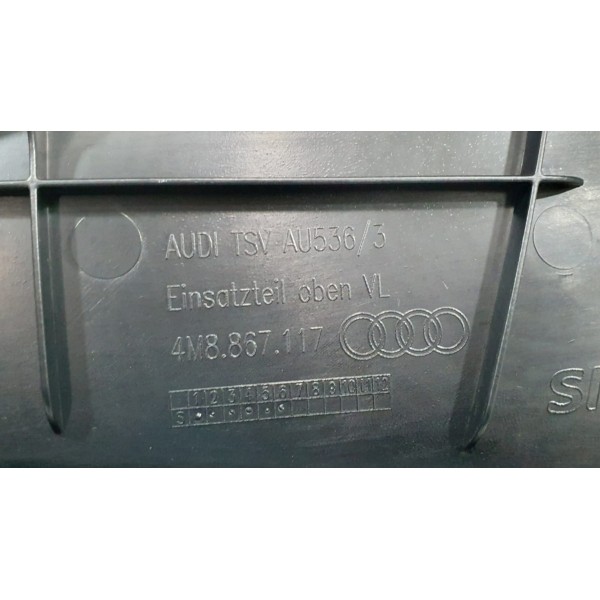 AUDI TSV AU536/3
Einsatzteil oben VL
4M8.867.117
1 2 3 4 5 6 7 8 9 10 11 12
S